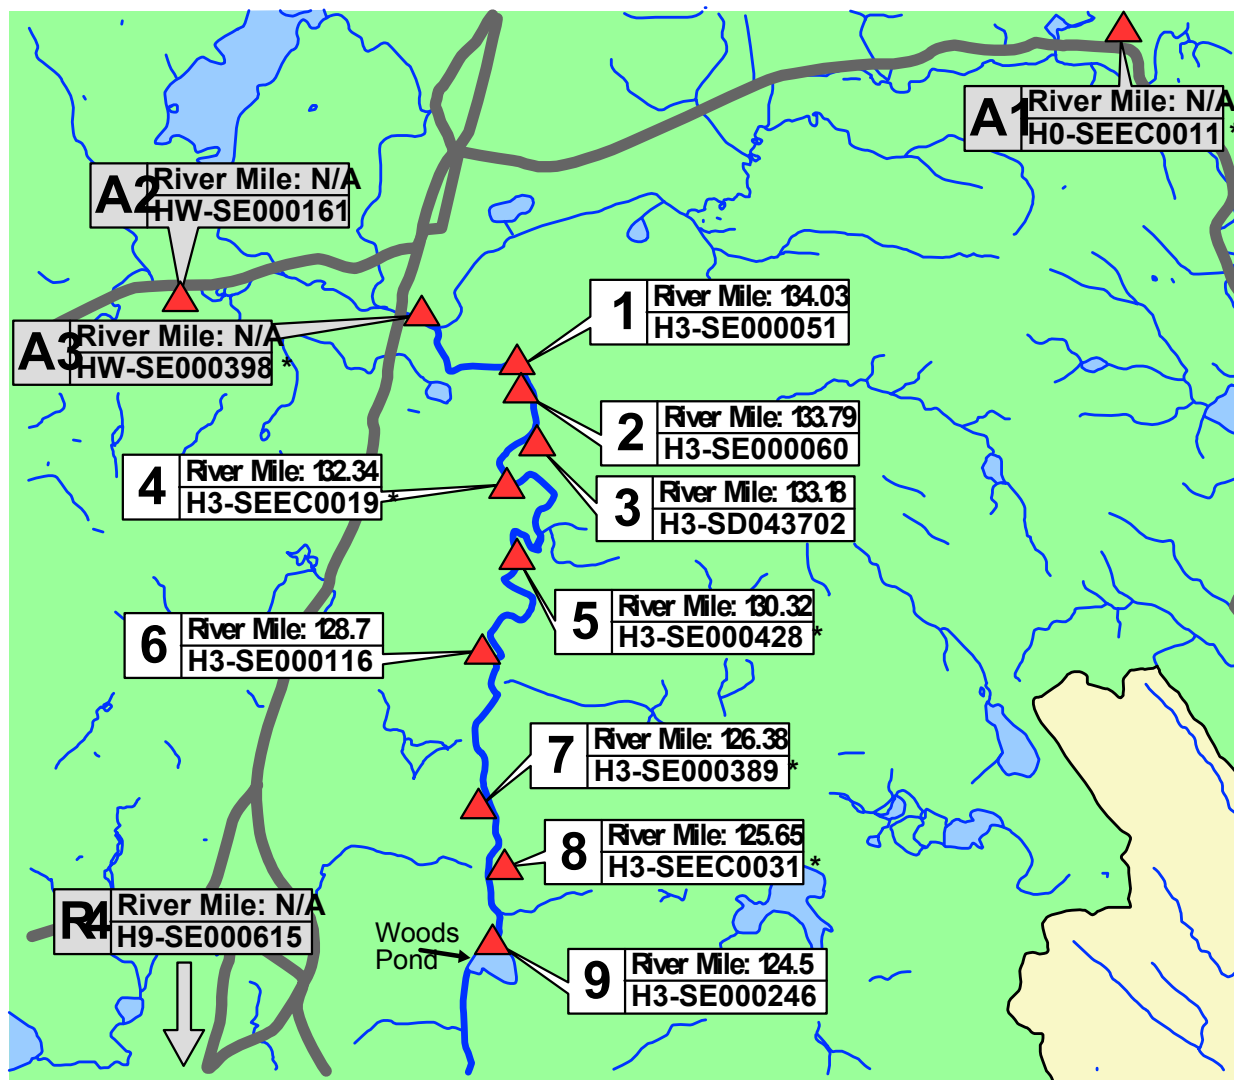 A1
River Mile: N/A
H0-SEEC0011 *
A2
River Mile: N/A
HW-SE000161
A3
River Mile: N/A
HW-SE000398 *
1
River Mile: 134.03
H3-SE000051
2
River Mile: 133.79
H3-SE000060
3
River Mile: 133.18
H3-SD043702
4
River Mile: 132.34
H3-SEEC0019 *
5
River Mile: 130.32
H3-SE000428 *
6
River Mile: 128.7
H3-SE000116
7
River Mile: 126.38
H3-SE000389 *
8
River Mile: 125.65
H3-SEEC0031 *
R4
River Mile: N/A
H9-SE000615
Woods
Pond
9
River Mile: 124.5
H3-SE000246